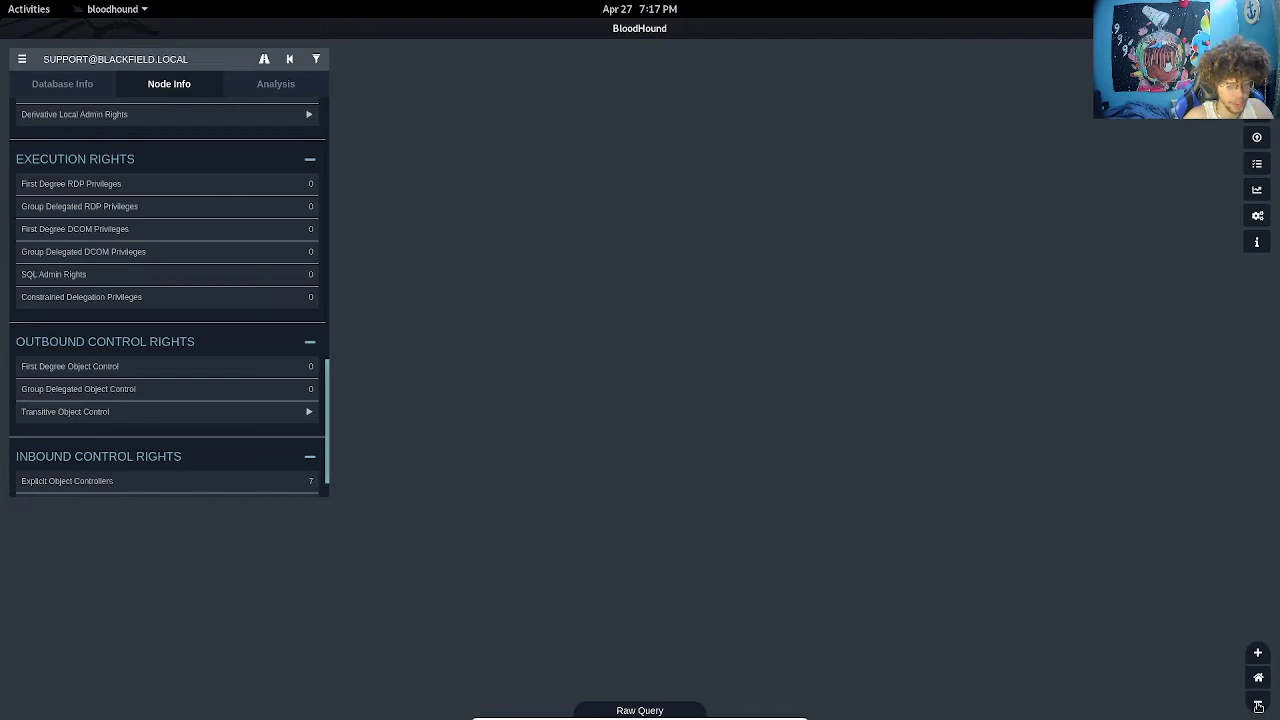 Activities
bloodhound
Apr 27 7:17 PM
BloodHound
SUPPORT@BLACKFIELD.LOCAL
Database Info
Node Info
Analysis
Derivative Local Admin Rights
EXECUTION RIGHTS
First Degree RDP Privileges 0
Group Delegated RDP Privileges 0
First Degree DCOM Privileges 0
Group Delegated DCOM Privileges 0
SQL Admin Rights 0
Constrained Delegation Privileges 0
OUTBOUND CONTROL RIGHTS
First Degree Object Control 0
Group Delegated Object Control 0
Transitive Object Control
INBOUND CONTROL RIGHTS
Explicit Object Controllers 7
Raw Query